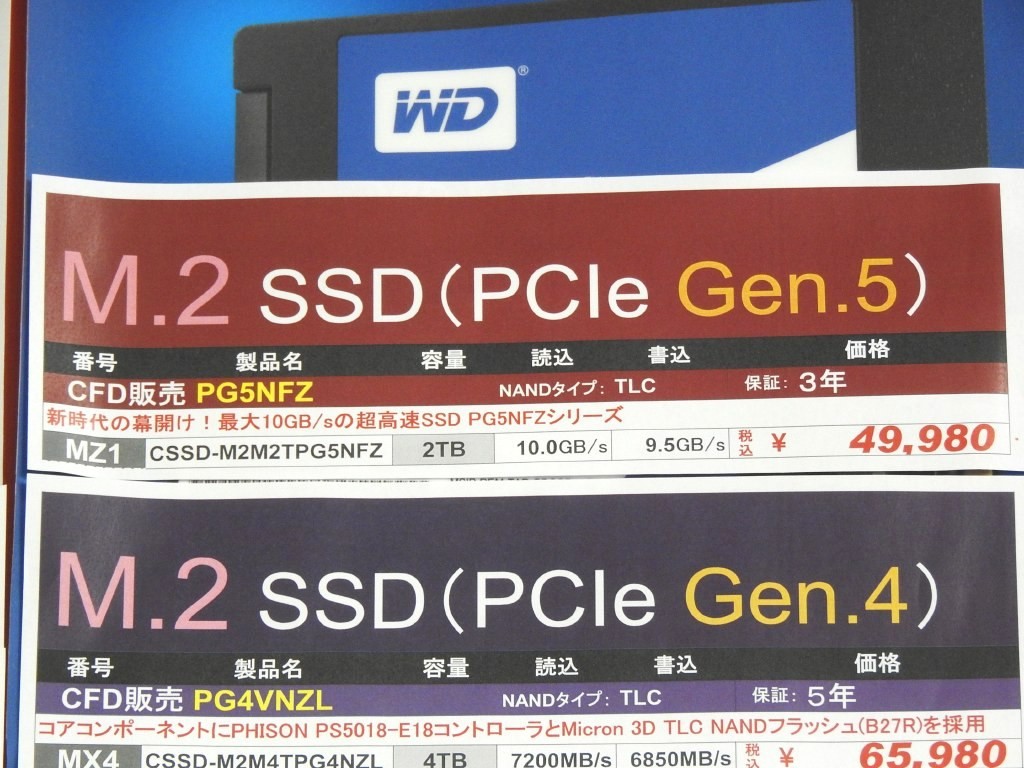 WD®
M.2 SSD(PCIe Gen.5)
番号 製品名 容量 読込 書込 価格
CFD販売 PG5NFZ NANDタイプ: TLC 保証: 3年
新時代の幕開け！最大10GB/sの超高速SSD PG5NFZシリーズ
MZ1 CSSD-M2M2TPG5NFZ 2TB 10.0GB/s 9.5GB/s 税込 ¥ 49,980
M.2 SSD(PCIe Gen.4)
番号 製品名 容量 読込 書込 価格
CFD販売 PG4VNZL NANDタイプ: TLC 保証: 5年
コアコンポーネントにPHISON PS5018-E18コントローラとMicron 3D TLC NANDフラッシュ(B27R)を採用
MX4 CSSD-M2M4TPG4NZL 4TB 7200MB/s 6850MB/s 税込 ¥ 65,980